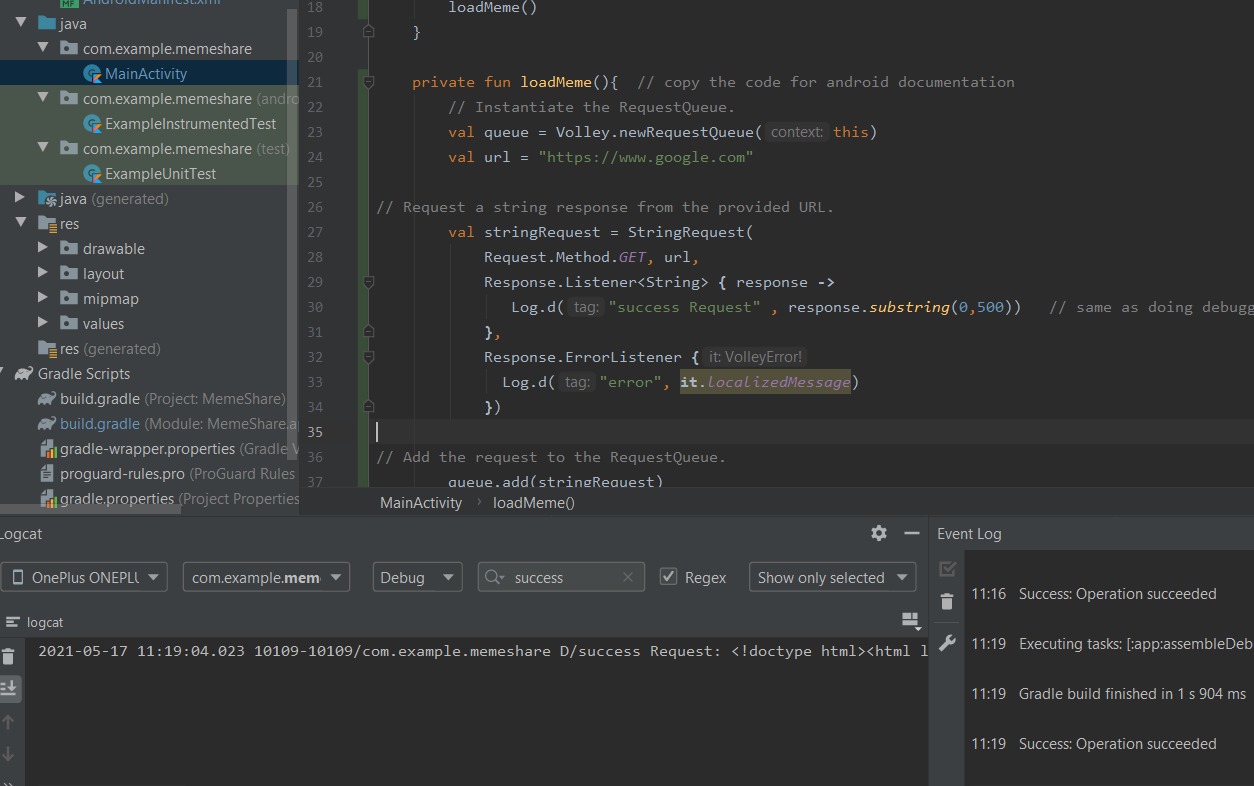 AndroidManifest.xml
java
com.example.memeshare
MainActivity
com.example.memeshare (andro
ExampleInstrumentedTest
com.example.memeshare (test)
ExampleUnitTest
java (generated)
res
drawable
layout
mipmap
values
res (generated)
Gradle Scripts
build.gradle (Project: MemeShare)
build.gradle (Module: MemeShare.a
gradle-wrapper.properties (Gradle V
proguard-rules.pro (ProGuard Rules
gradle.properties (Project Properties
18 loadMeme()
19 }
20
21 private fun loadMeme(){ // copy the code for android documentation
22 // Instantiate the RequestQueue.
23 val queue = Volley.newRequestQueue( context: this)
24 val url = "https://www.google.com"
25
26 // Request a string response from the provided URL.
27 val stringRequest = StringRequest(
28 Request.Method.GET, url,
29 Response.Listener<String> { response ->
30 Log.d( tag: "success Request" , response.substring(0,500)) // same as doing debugg
31 },
32 Response.ErrorListener { it: VolleyError!
33 Log.d( tag: "error", it.localizedMessage)
34 })
35
36 // Add the request to the RequestQueue.
37 queue.add(stringRequest)
MainActivity › loadMeme()
Logcat
OnePlus ONEPLU
com.example.mem
Debug
success
Regex
Show only selected
logcat
2021-05-17 11:19:04.023 10109-10109/com.example.memeshare D/success Request: <!doctype html><html l
Event Log
11:16 Success: Operation succeeded
11:19 Executing tasks: [:app:assembleDeb
11:19 Gradle build finished in 1 s 904 ms
11:19 Success: Operation succeeded